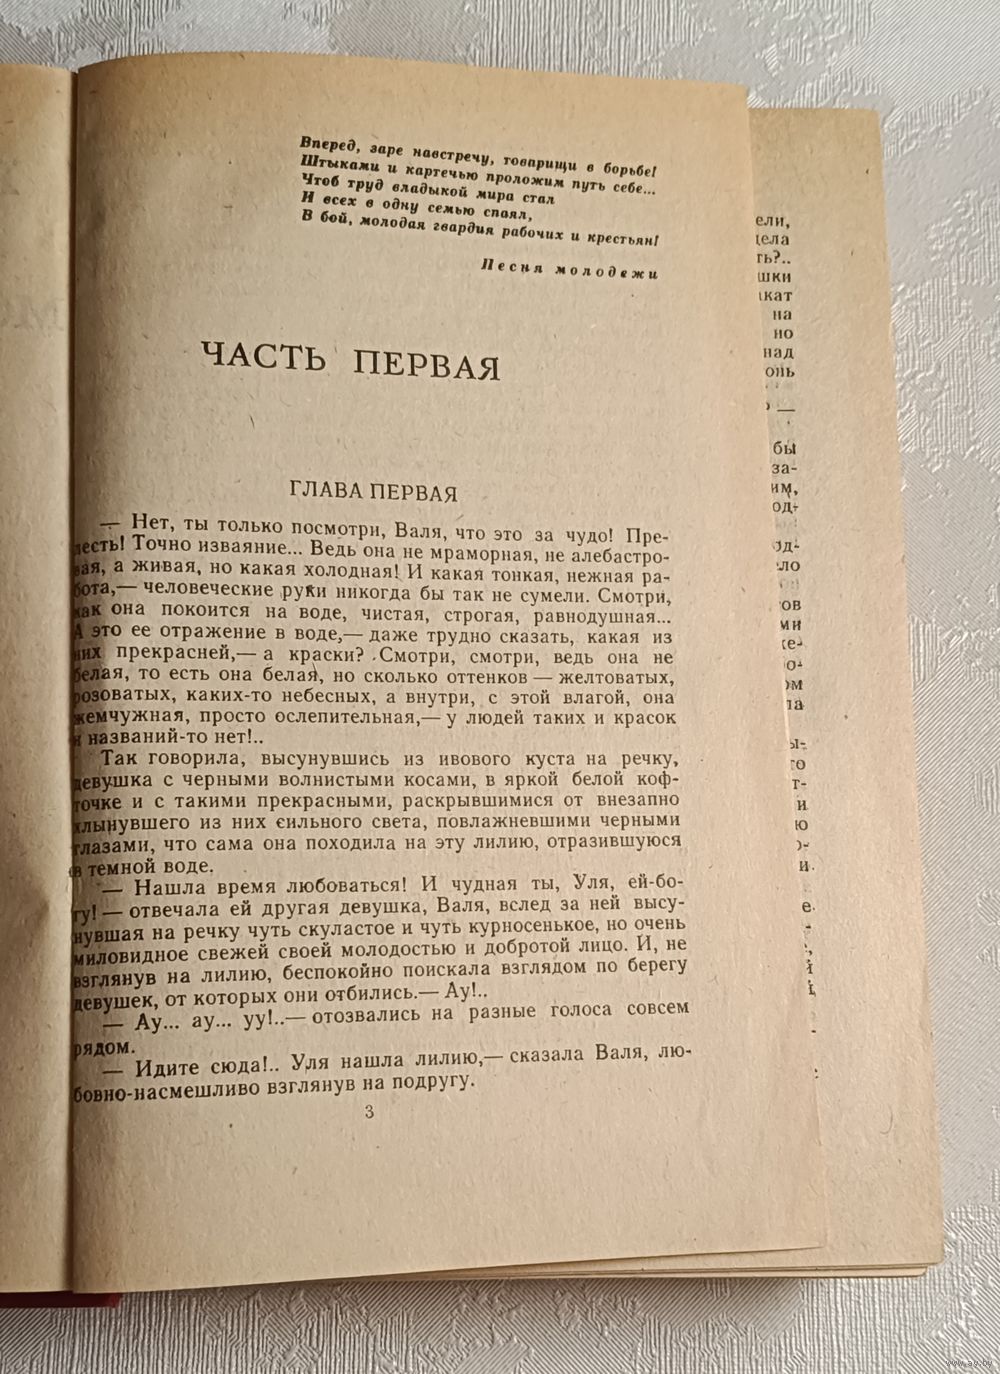 Вперед, заре навстречу, товарищи в борьбе!
Штыками и картечью проложим путь себе...
Чтоб труд владыкой мира стал
И всех в одну семью спаял,
В бой, молодая гвардия рабочих и крестьян!
Песня молодежи
ЧАСТЬ ПЕРВАЯ
ГЛАВА ПЕРВАЯ
— Нет, ты только посмотри, Валя, что это за чудо! Пре-
лесть! Точно изваяние... Ведь она не мраморная, не алебастро-
вая, а живая, но какая холодная! И какая тонкая, нежная ра-
бота,— человеческие руки никогда бы так не сумели. Смотри,
как она покоится на воде, чистая, строгая, равнодушная...
А это ее отражение в воде,— даже трудно сказать, какая из
них прекрасней,— а краски? Смотри, смотри, ведь она не
белая, то есть она белая, но сколько оттенков — желтоватых,
розоватых, каких-то небесных, а внутри, с этой влагой, она
жемчужная, просто ослепительная,— у людей таких и красок
и названий-то нет!..
Так говорила, высунувшись из ивового куста на речку,
девушка с черными волнистыми косами, в яркой белой коф-
точке и с такими прекрасными, раскрывшимися от внезапно
хлынувшего из них сильного света, повлажневшими черными
глазами, что сама она походила на эту лилию, отразившуюся
в темной воде.
— Нашла время любоваться! И чудная ты, Уля, ей-бо-
гу! — отвечала ей другая девушка, Валя, вслед за ней высу-
нувшая на речку чуть скуластое и чуть курносенькое, но очень
миловидное свежей своей молодостью и добротой лицо. И, не
взглянув на лилию, беспокойно поискала взглядом по берегу
девушек, от которых они отбились.— Ау!..
— Ау... ау... уу!..— отозвались на разные голоса совсем
рядом.
— Идите сюда!.. Уля нашла лилию,— сказала Валя, лю-
бовно-насмешливо взглянув на подругу.
3
www.ay.by